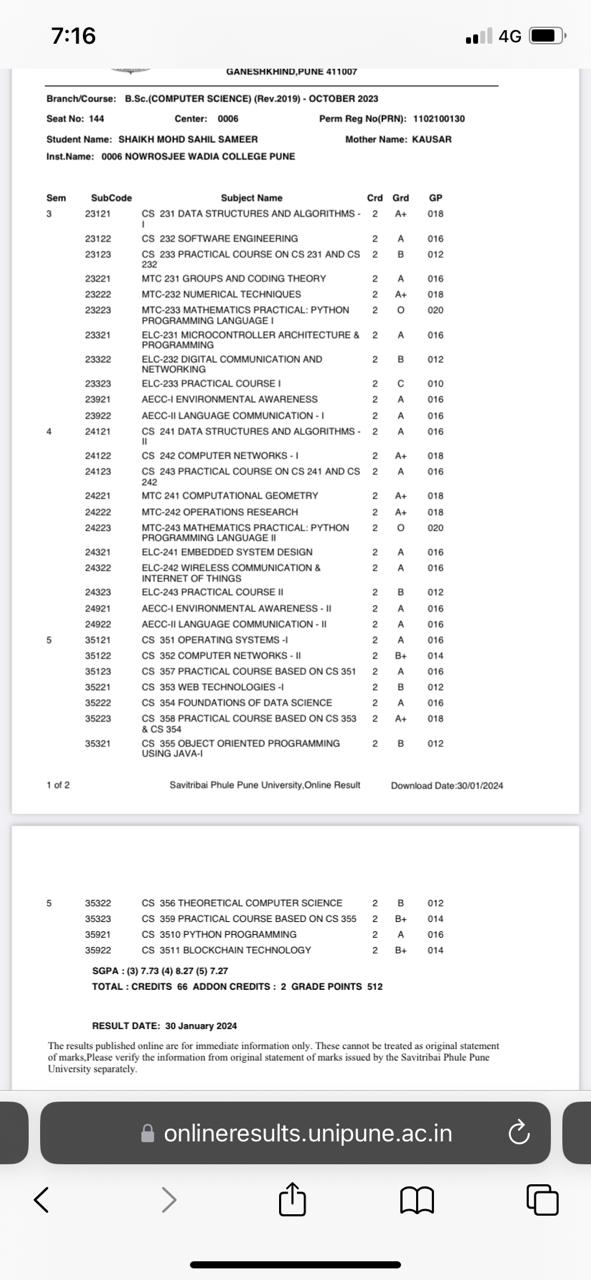 7:16
4G
GANESHKHIND,PUNE 411007
Branch/Course: B.Sc.(COMPUTER SCIENCE) (Rev.2019) - OCTOBER 2023
Seat No: 144 Center: 0006 Perm Reg No(PRN): 1102100130
Student Name: SHAIKH MOHD SAHIL SAMEER Mother Name: KAUSAR
Inst.Name: 0006 NOWROSJEE WADIA COLLEGE PUNE
Sem SubCode Subject Name Crd Grd GP
3 23121 CS 231 DATA STRUCTURES AND ALGORITHMS - 2 A+ 018
I
23122 CS 232 SOFTWARE ENGINEERING 2 A 016
23123 CS 233 PRACTICAL COURSE ON CS 231 AND CS 2 B 012
232
23221 MTC 231 GROUPS AND CODING THEORY 2 A 016
23222 MTC-232 NUMERICAL TECHNIQUES 2 A+ 018
23223 MTC-233 MATHEMATICS PRACTICAL: PYTHON 2 O 020
PROGRAMMING LANGUAGE I
23321 ELC-231 MICROCONTROLLER ARCHITECTURE & 2 A 016
PROGRAMMING
23322 ELC-232 DIGITAL COMMUNICATION AND 2 B 012
NETWORKING
23323 ELC-233 PRACTICAL COURSE I 2 C 010
23921 AECC-I ENVIRONMENTAL AWARENESS 2 A 016
23922 AECC-II LANGUAGE COMMUNICATION - I 2 A 016
4 24121 CS 241 DATA STRUCTURES AND ALGORITHMS - 2 A 016
II
24122 CS 242 COMPUTER NETWORKS - I 2 A+ 018
24123 CS 243 PRACTICAL COURSE ON CS 241 AND CS 2 A 016
242
24221 MTC 241 COMPUTATIONAL GEOMETRY 2 A+ 018
24222 MTC-242 OPERATIONS RESEARCH 2 A+ 018
24223 MTC-243 MATHEMATICS PRACTICAL: PYTHON 2 O 020
PROGRAMMING LANGUAGE II
24321 ELC-241 EMBEDDED SYSTEM DESIGN 2 A 016
24322 ELC-242 WIRELESS COMMUNICATION & 2 A 016
INTERNET OF THINGS
24323 ELC-243 PRACTICAL COURSE II 2 B 012
24921 AECC-I ENVIRONMENTAL AWARENESS - II 2 A 016
24922 AECC-II LANGUAGE COMMUNICATION - II 2 A 016
5 35121 CS 351 OPERATING SYSTEMS -I 2 A 016
35122 CS 352 COMPUTER NETWORKS - II 2 B+ 014
35123 CS 357 PRACTICAL COURSE BASED ON CS 351 2 A 016
35221 CS 353 WEB TECHNOLOGIES -I 2 B 012
35222 CS 354 FOUNDATIONS OF DATA SCIENCE 2 A 016
35223 CS 358 PRACTICAL COURSE BASED ON CS 353 2 A+ 018
& CS 354
35321 CS 355 OBJECT ORIENTED PROGRAMMING 2 B 012
USING JAVA-I
1 of 2 Savitribai Phule Pune University,Online Result Download Date:30/01/2024
5 35322 CS 356 THEORETICAL COMPUTER SCIENCE 2 B 012
35323 CS 359 PRACTICAL COURSE BASED ON CS 355 2 B+ 014
35921 CS 3510 PYTHON PROGRAMMING 2 A 016
35922 CS 3511 BLOCKCHAIN TECHNOLOGY 2 B+ 014
SGPA : (3) 7.73 (4) 8.27 (5) 7.27
TOTAL : CREDITS 66 ADDON CREDITS : 2 GRADE POINTS 512
RESULT DATE: 30 January 2024
The results published online are for immediate information only. These cannot be treated as original statement
of marks,Please verify the information from original statement of marks issued by the Savitribai Phule Pune
University separately.
onlineresults.unipune.ac.in